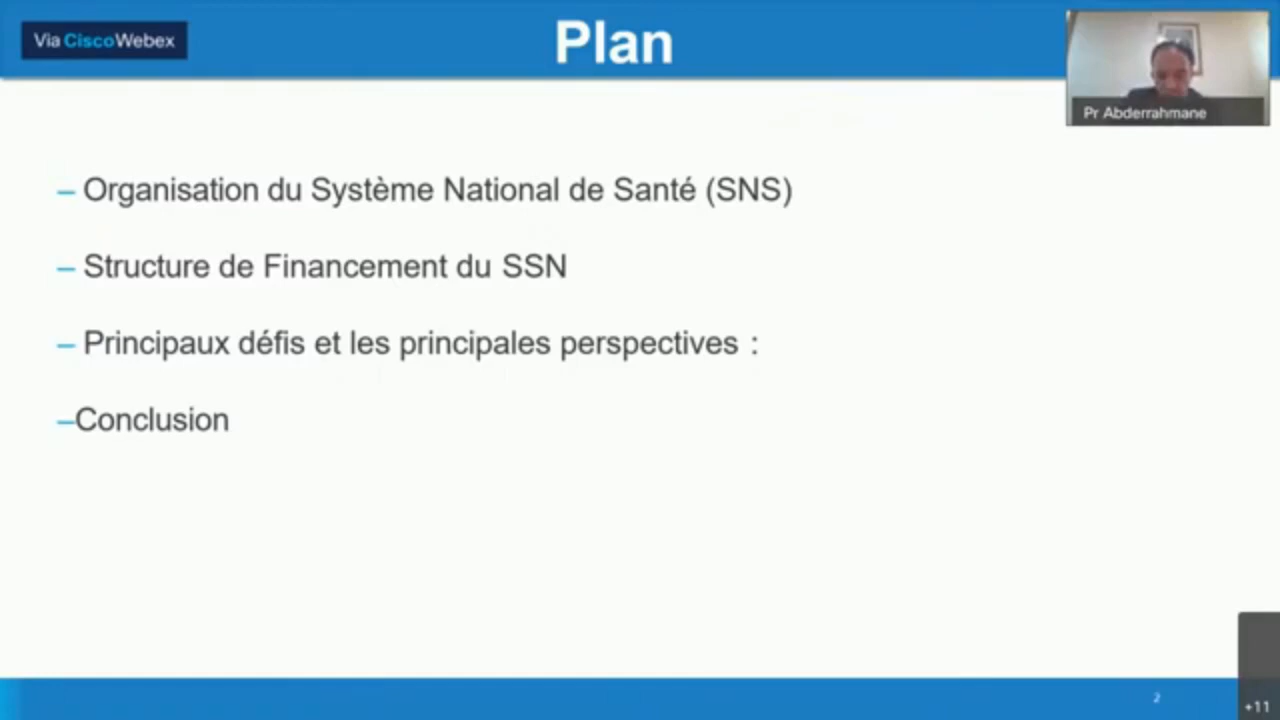 Via CiscoWebex
Plan
Pr Abderrahmane
– Organisation du Système National de Santé (SNS)
– Structure de Financement du SSN
– Principaux défis et les principales perspectives :
–Conclusion
2
+11